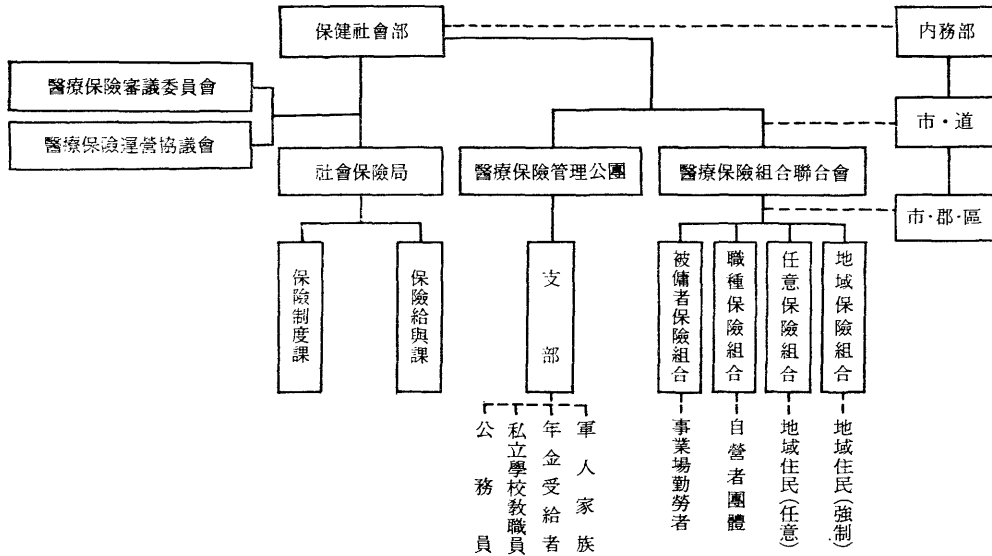 保健社會部
内務部
醫療保險審議委員會
醫療保險運營協議會
市・道
社會保險局
醫療保險管理公團
醫療保險組合聯合會
市・郡・區
保險制度課
保險給與課
支部
被傭者保險組合
職種保險組合
任意保險組合
地域保險組合
公務員
私立學校敎職員
年金受給者
軍人家族
事業場勤勞者
自營者團體
地域住民(任意)
地域住民(強制)